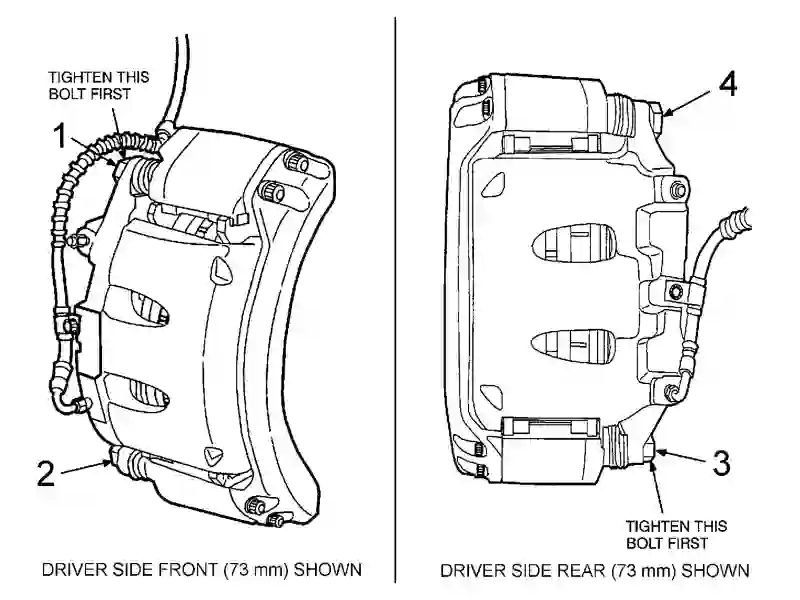 TIGHTEN THIS
BOLT FIRST
1
2
DRIVER SIDE FRONT (73 mm) SHOWN
4
3
TIGHTEN THIS
BOLT FIRST
DRIVER SIDE REAR (73 mm) SHOWN